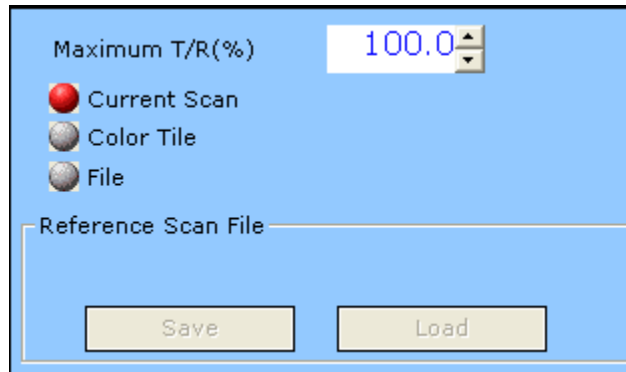 Maximum T/R(%) 100.0
Current Scan
Color Tile
File
Reference Scan File
Save Load